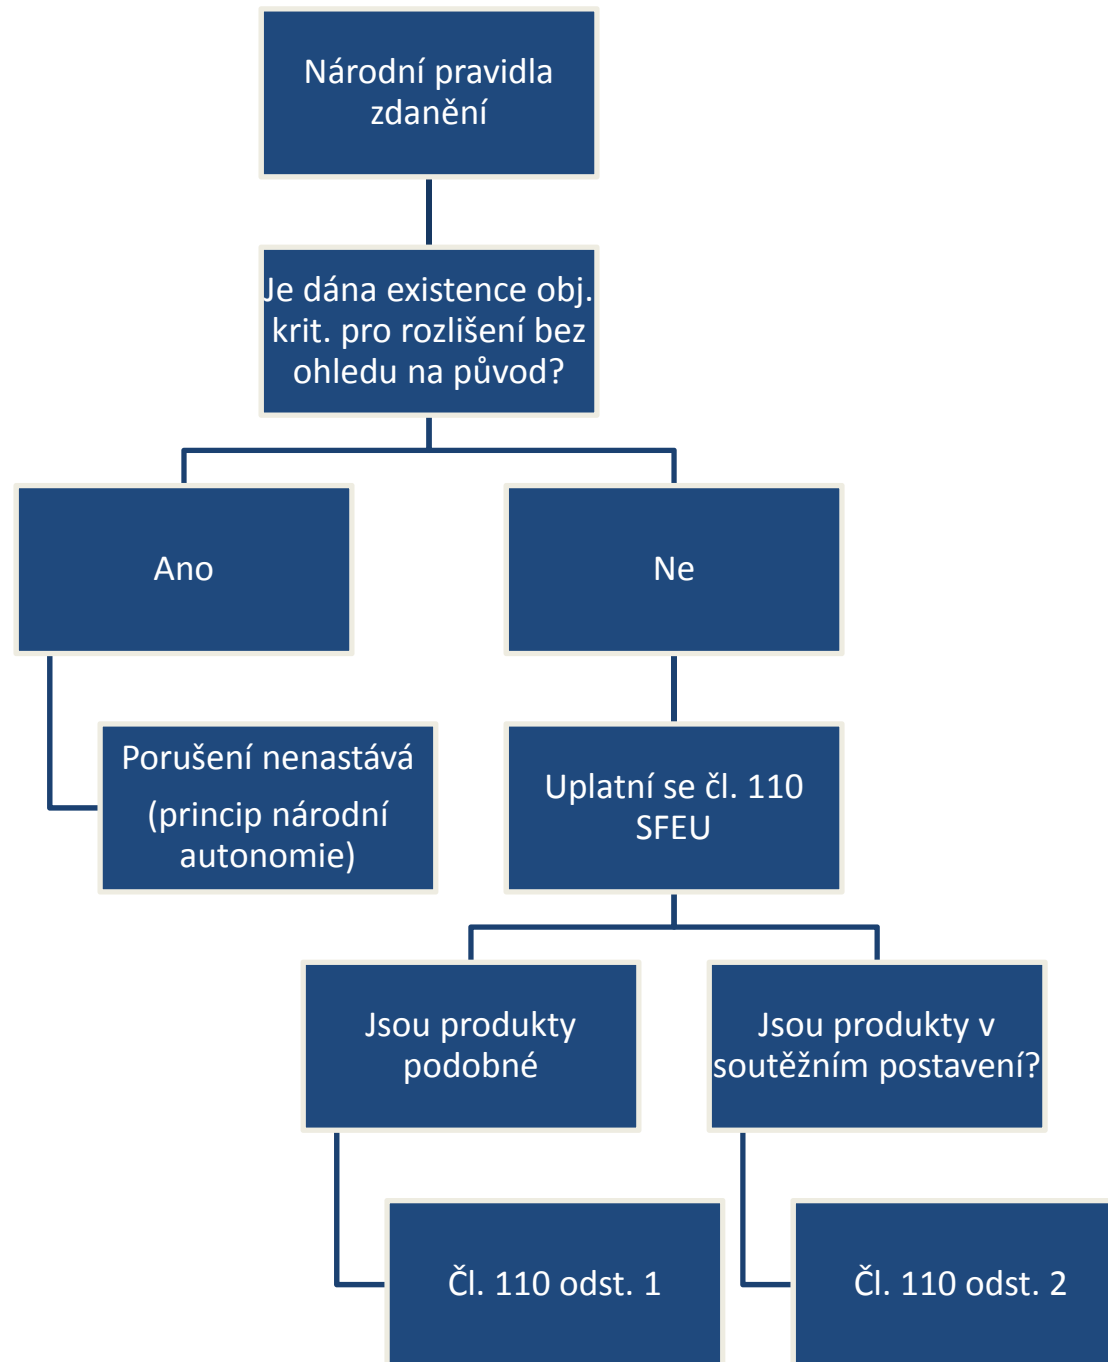 Národní pravidla
zdanění
Je dána existence obj.
krit. pro rozlišení bez
ohledu na původ?
Ano
Ne
Porušení nenastává
(princip národní
autonomie)
Uplatní se čl. 110
SFEU
Jsou produkty
podobné
Jsou produkty v
soutěžním postavení?
Čl. 110 odst. 1
Čl. 110 odst. 2